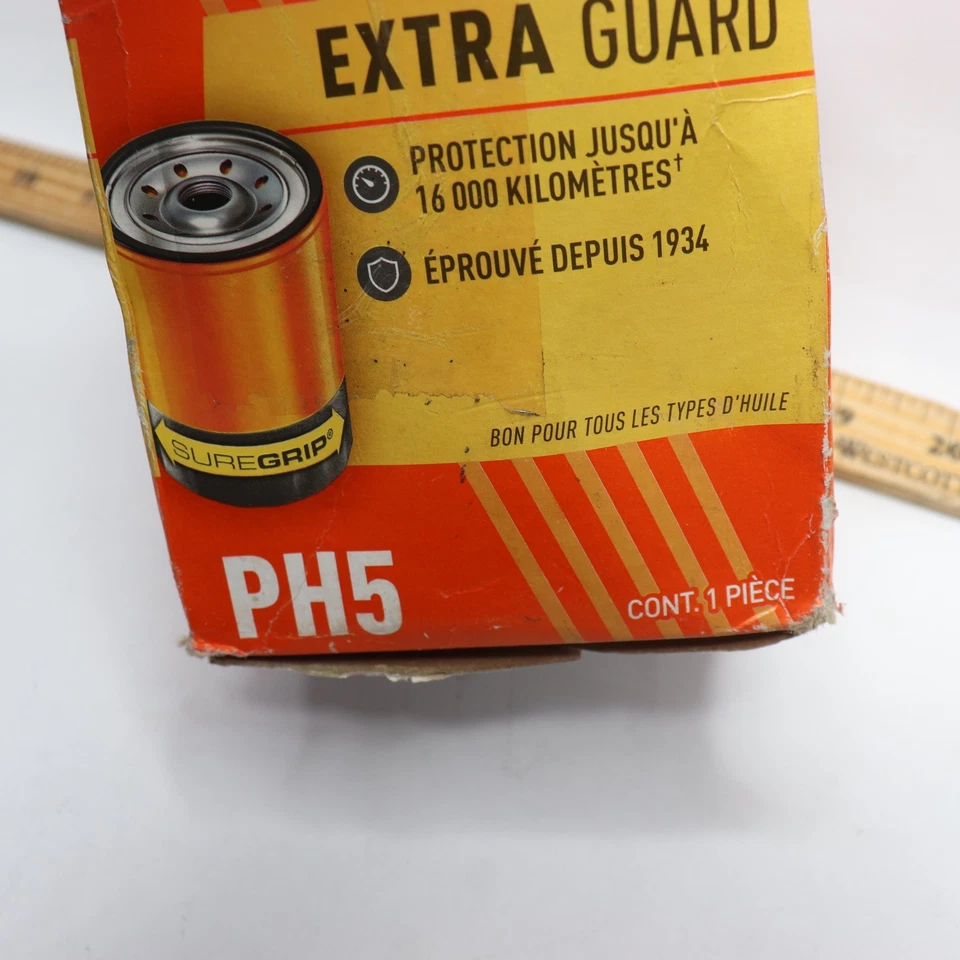 EXTRA GUARD
PROTECTION JUSQU'À
16 000 KILOMÈTRES†
ÉPROUVÉ DEPUIS 1934
BON POUR TOUS LES TYPES D'HUILE
SUREGRIP®
PH5
CONT. 1 PIÈCE
WESTCOTT